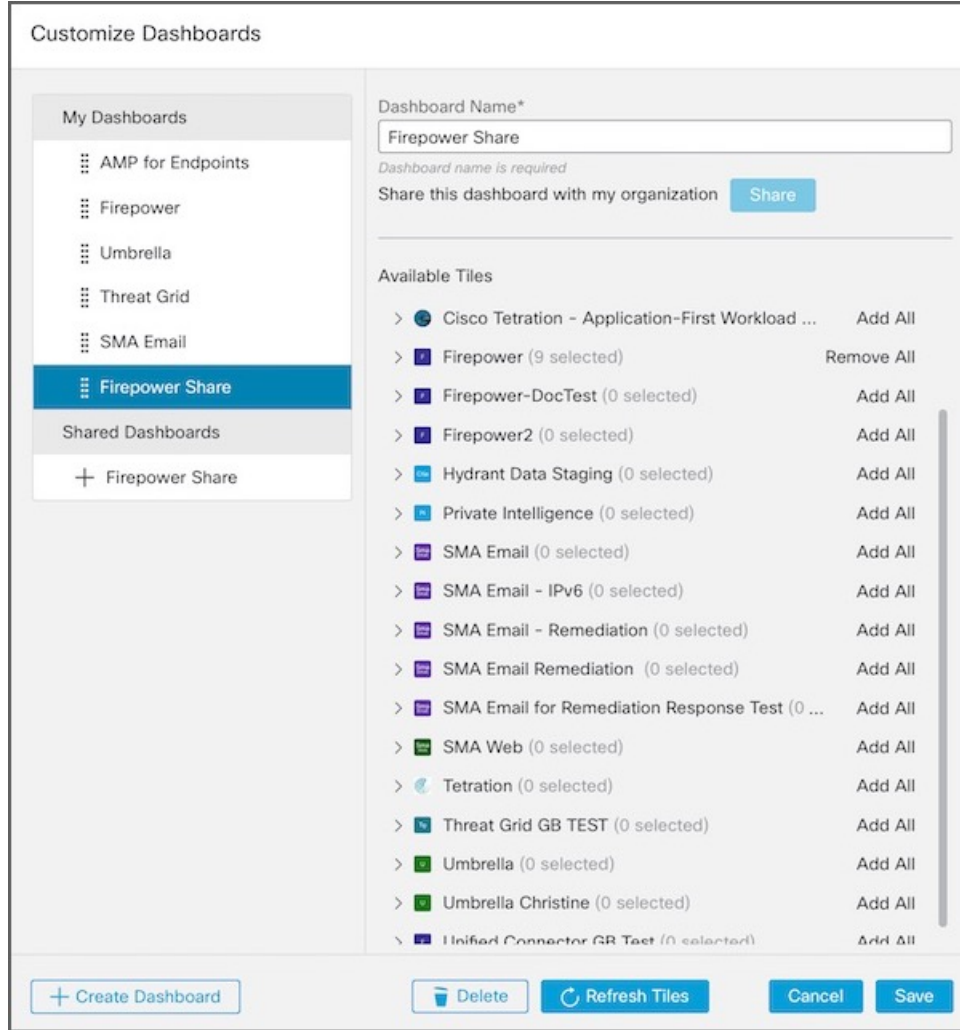 Customize Dashboards
My Dashboards
AMP for Endpoints
Firepower
Umbrella
Threat Grid
SMA Email
Firepower Share
Shared Dashboards
Firepower Share
Dashboard Name*
Firepower Share
Dashboard name is required
Share this dashboard with my organization Share
Available Tiles
Cisco Tetration - Application-First Workload ... Add All
Firepower (9 selected) Remove All
Firepower-DocTest (0 selected) Add All
Firepower2 (0 selected) Add All
Hydrant Data Staging (0 selected) Add All
Private Intelligence (0 selected) Add All
SMA Email (0 selected) Add All
SMA Email - IPv6 (0 selected) Add All
SMA Email - Remediation (0 selected) Add All
SMA Email Remediation (0 selected) Add All
SMA Email for Remediation Response Test (0 ... Add All
SMA Web (0 selected) Add All
Tetration (0 selected) Add All
Threat Grid GB TEST (0 selected) Add All
Umbrella (0 selected) Add All
Umbrella Christine (0 selected) Add All
Unified Connector GB Test (0 selected) Add All
Create Dashboard Delete Refresh Tiles Cancel Save